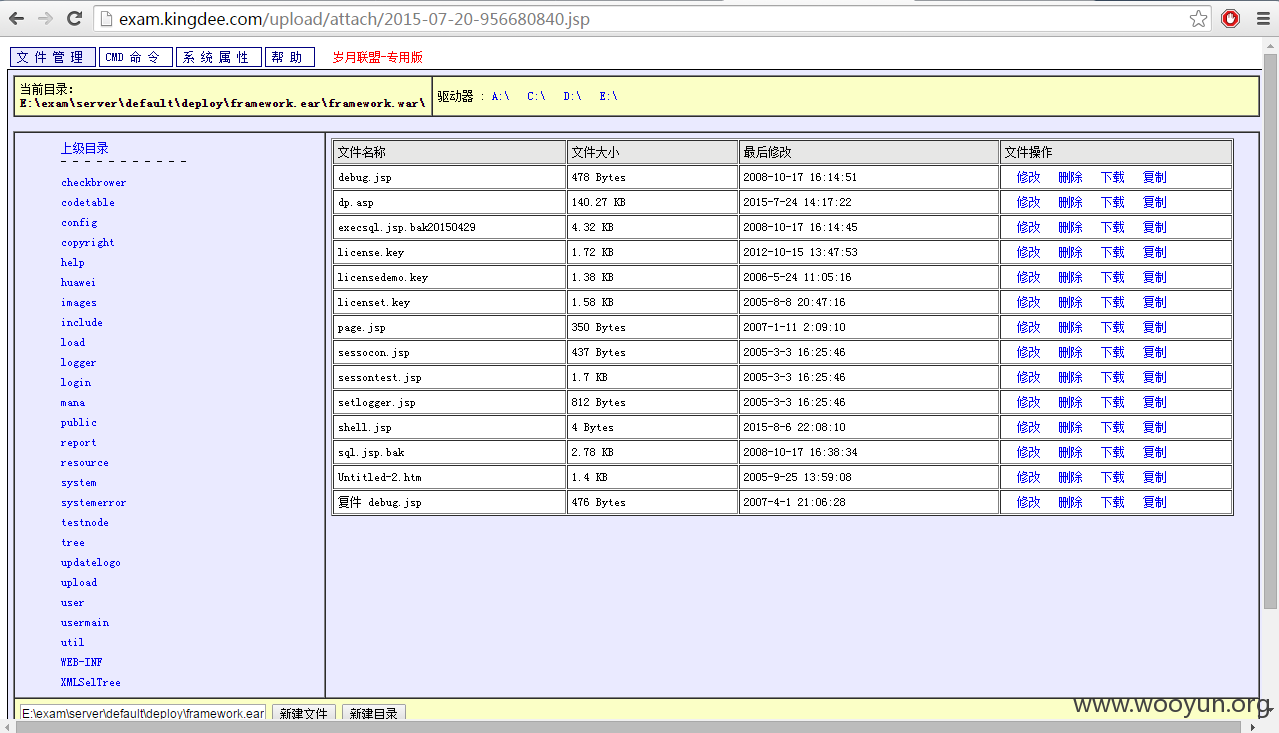 exam.kingdee.com/upload/attach/2015-07-20-956680840.jsp
文 件 管 理 CMD 命 令 系 统 属 性 帮 助 岁月联盟-专用版
当前目录: 驱动器 : A:\ C:\ D:\ E:\
E:\exam\server\default\deploy\framework.ear\framework.war\
上级目录
- - - - - - - - - - -
checkbrower
codetable
config
copyright
help
huawei
images
include
load
logger
login
mana
public
report
resource
system
systemerror
testnode
tree
updatelogo
upload
user
usermain
util
WEB-INF
XMLSelTree
文件名称 文件大小 最后修改 文件操作
debug.jsp 478 Bytes 2008-10-17 16:14:51 修改 删除 下载 复制
dp.asp 140.27 KB 2015-7-24 14:17:22 修改 删除 下载 复制
execsql.jsp.bak20150429 4.32 KB 2008-10-17 16:14:45 修改 删除 下载 复制
license.key 1.72 KB 2012-10-15 13:47:53 修改 删除 下载 复制
licensedemo.key 1.38 KB 2006-5-24 11:05:16 修改 删除 下载 复制
licenset.key 1.58 KB 2005-8-8 20:47:16 修改 删除 下载 复制
page.jsp 350 Bytes 2007-1-11 2:09:10 修改 删除 下载 复制
sessocon.jsp 437 Bytes 2005-3-3 16:25:46 修改 删除 下载 复制
sessontest.jsp 1.7 KB 2005-3-3 16:25:46 修改 删除 下载 复制
setlogger.jsp 812 Bytes 2005-3-3 16:25:46 修改 删除 下载 复制
shell.jsp 4 Bytes 2015-8-6 22:08:10 修改 删除 下载 复制
sql.jsp.bak 2.78 KB 2008-10-17 16:38:34 修改 删除 下载 复制
Untitled-2.htm 1.4 KB 2005-9-25 13:59:08 修改 删除 下载 复制
复件 debug.jsp 476 Bytes 2007-4-1 21:06:28 修改 删除 下载 复制
E:\exam\server\default\deploy\framework.ear 新建文件 新建目录
www.wooyun.org